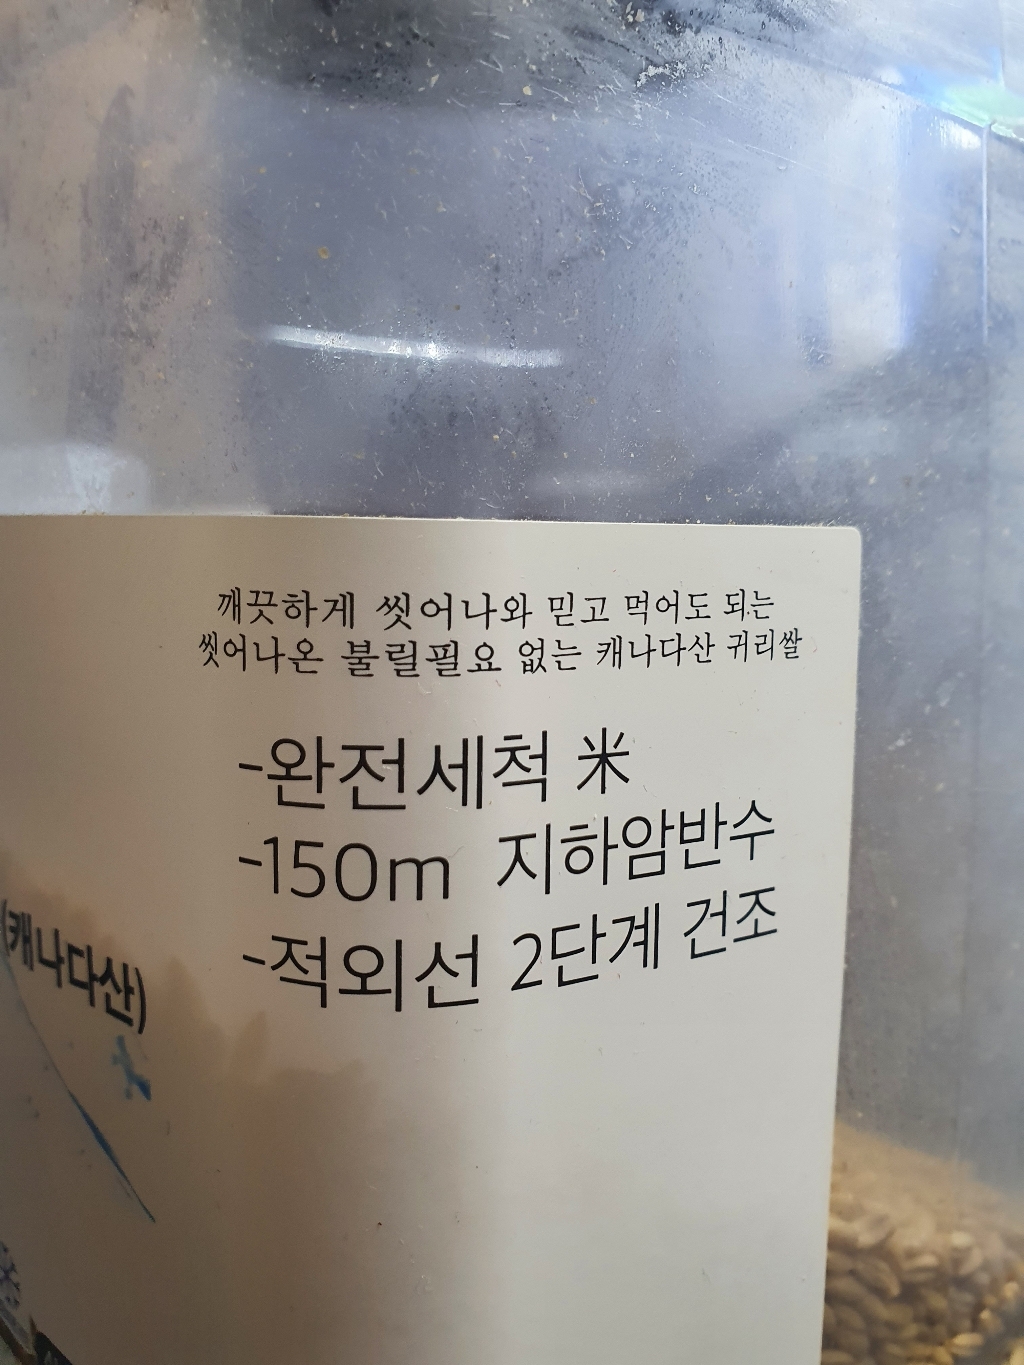 깨끗하게 씻어나와 믿고 먹어도 되는
씻어나온 불릴필요 없는 캐나다산 귀리쌀
-완전세척 米
-150m 지하암반수
-적외선 2단계 건조
(캐나다산)